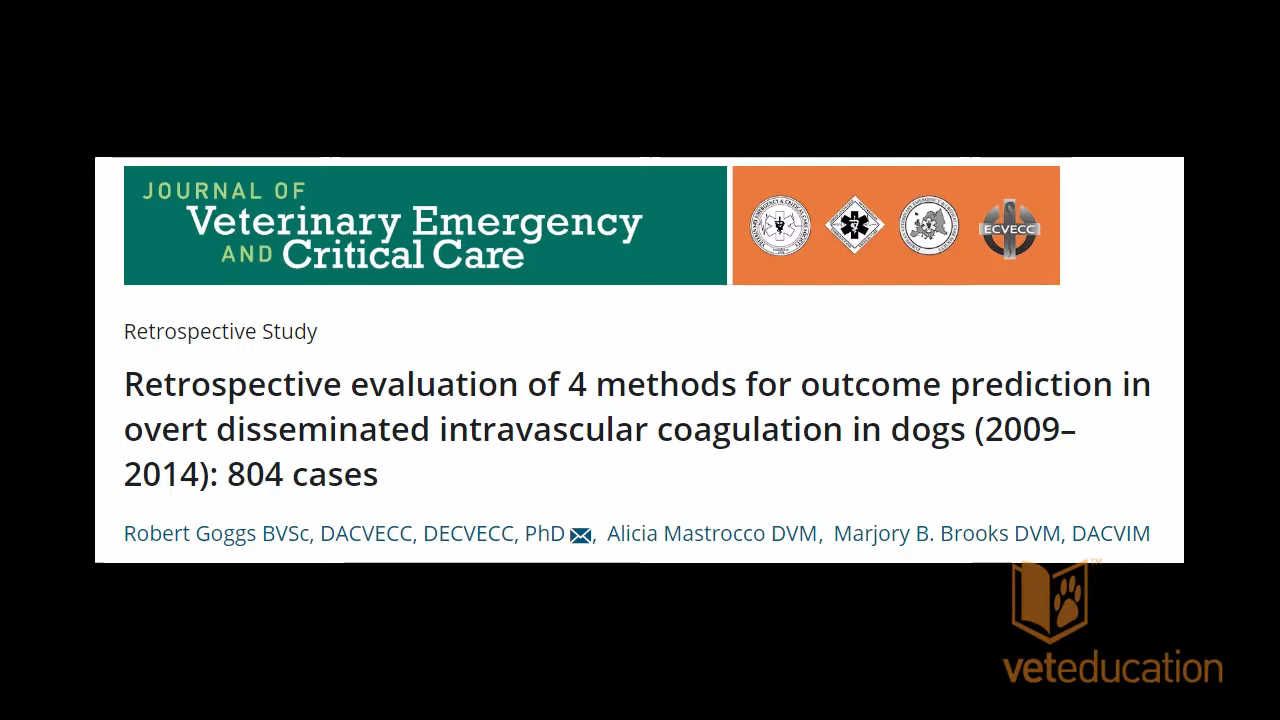 JOURNAL OF
Veterinary Emergency
AND Critical Care
ECVECC
Retrospective Study
Retrospective evaluation of 4 methods for outcome prediction in
overt disseminated intravascular coagulation in dogs (2009–
2014): 804 cases
Robert Goggs BVSc, DACVECC, DECVECC, PhD, Alicia Mastrocco DVM, Marjory B. Brooks DVM, DACVIM
TM
veteducation